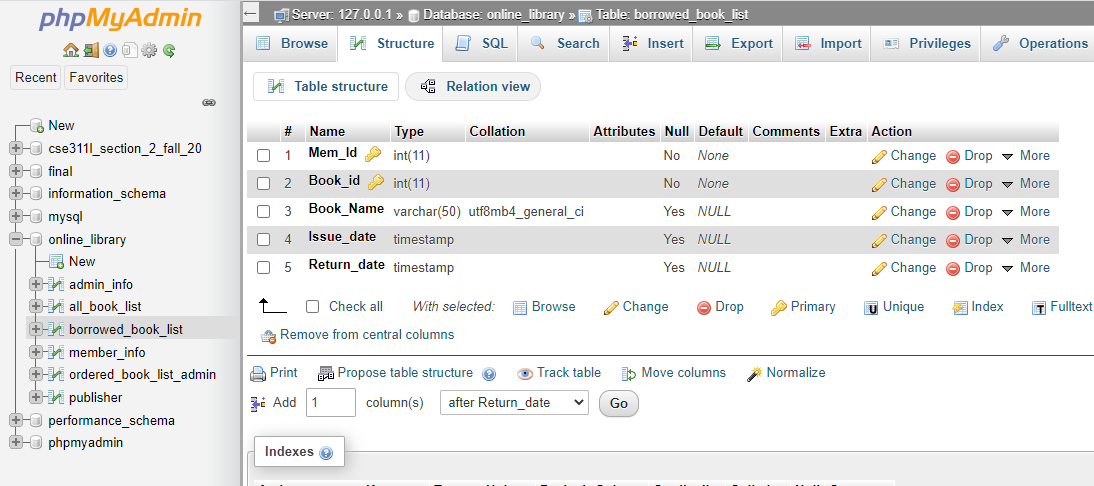 phpMyAdmin
Recent Favorites
New
cse311l_section_2_fall_20
final
information_schema
mysql
online_library
New
admin_info
all_book_list
borrowed_book_list
member_info
ordered_book_list_admin
publisher
performance_schema
phpmyadmin
Server: 127.0.0.1 » Database: online_library » Table: borrowed_book_list
Browse Structure SQL Search Insert Export Import Privileges Operations
Table structure Relation view
# Name Type Collation Attributes Null Default Comments Extra Action
1 Mem_Id int(11) No None Change Drop More
2 Book_id int(11) No None Change Drop More
3 Book_Name varchar(50) utf8mb4_general_ci Yes NULL Change Drop More
4 Issue_date timestamp Yes NULL Change Drop More
5 Return_date timestamp Yes NULL Change Drop More
Check all With selected: Browse Change Drop Primary Unique Index Fulltext
Remove from central columns
Print Propose table structure Track table Move columns Normalize
Add 1 column(s) after Return_date Go
Indexes